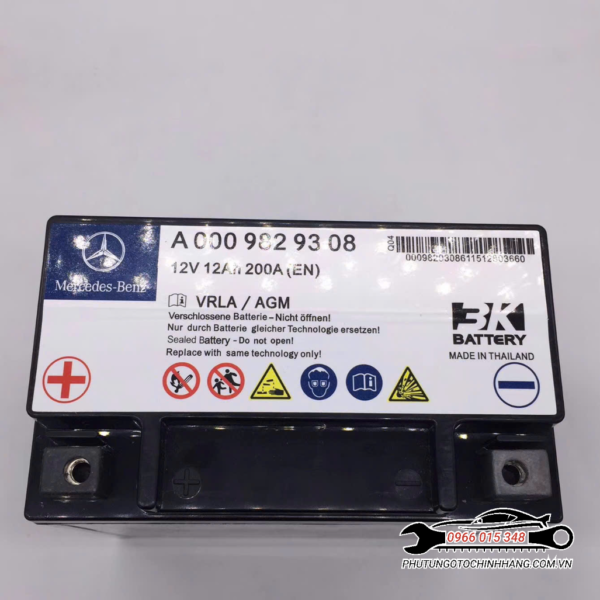 A 000 982 93 08
12V 12Ah 200A (EN)
Q04
Mercedes-Benz
VRLA / AGM
Verschlossene Batterie – Nicht öffnen!
Nur durch Batterie gleicher Technologie ersetzen!
Sealed Battery - Do not open!
Replace with same technology only!
3K
BATTERY
MADE IN THAILAND
0966 015 348
PHUTUNGOTOCHINHHANG.COM.VN